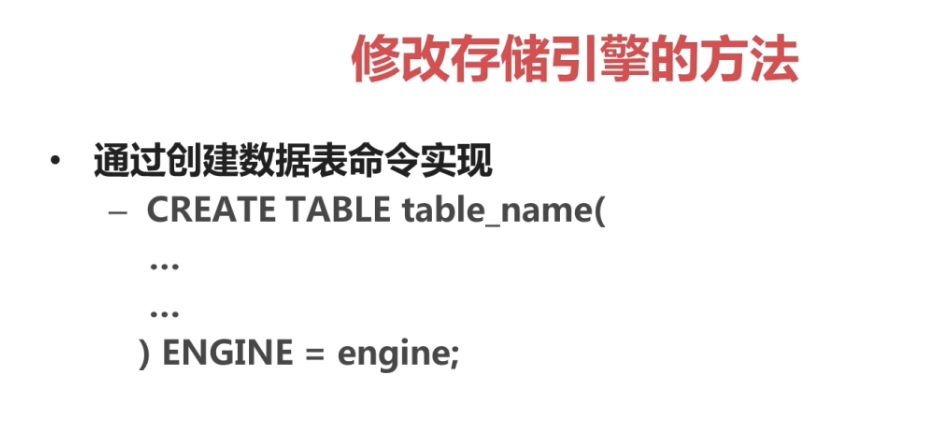 修改存储引擎的方法
• 通过创建数据表命令实现
– CREATE TABLE table_name(
...
...
) ENGINE = engine;